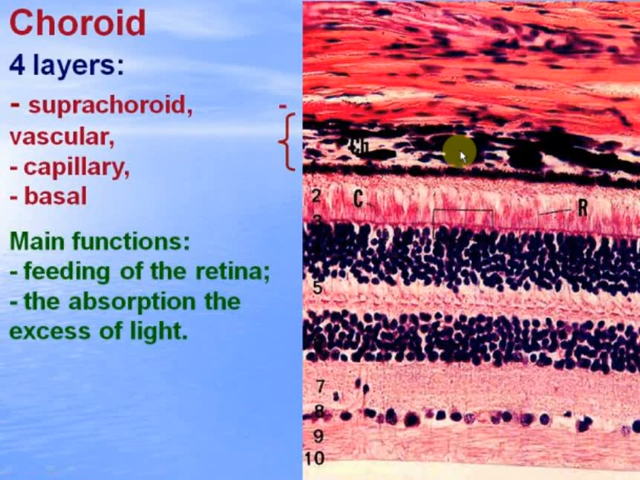 Choroid
4 layers:
- suprachoroid, -
vascular,
- capillary,
- basal
Main functions:
- feeding of the retina;
- the absorption the
excess of light.
Ch
2 C R
3
5
7
8
9
10